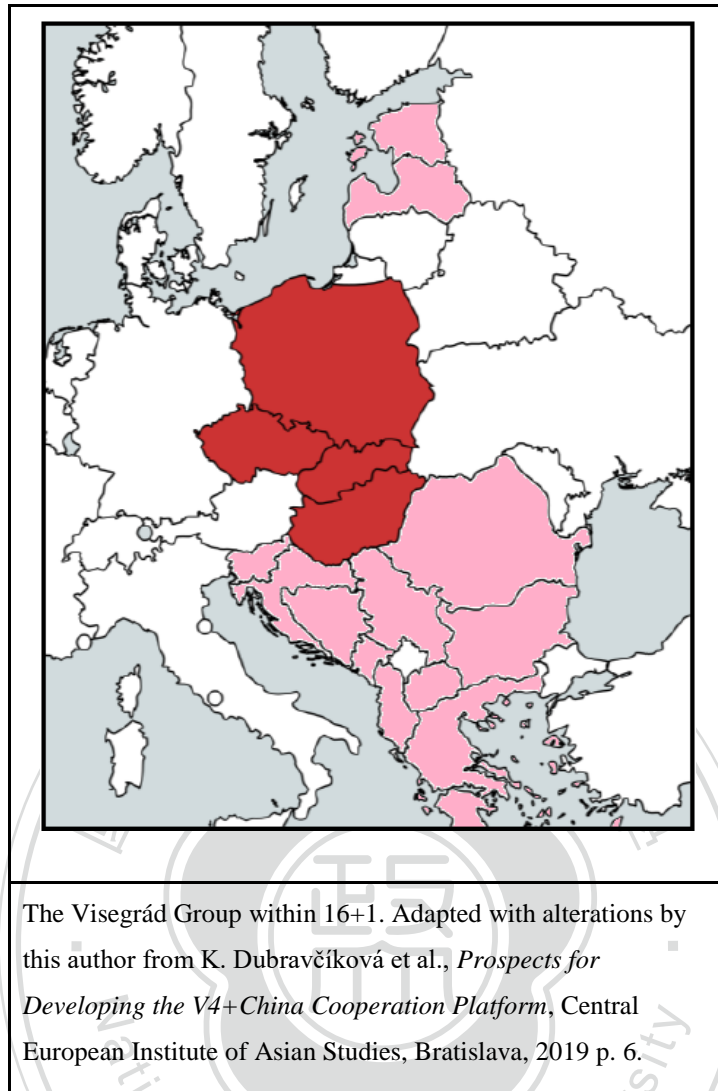 The Visegrád Group within 16+1. Adapted with alterations by
this author from K. Dubravčíková et al., Prospects for
Developing the V4+China Cooperation Platform, Central
European Institute of Asian Studies, Bratislava, 2019 p. 6.